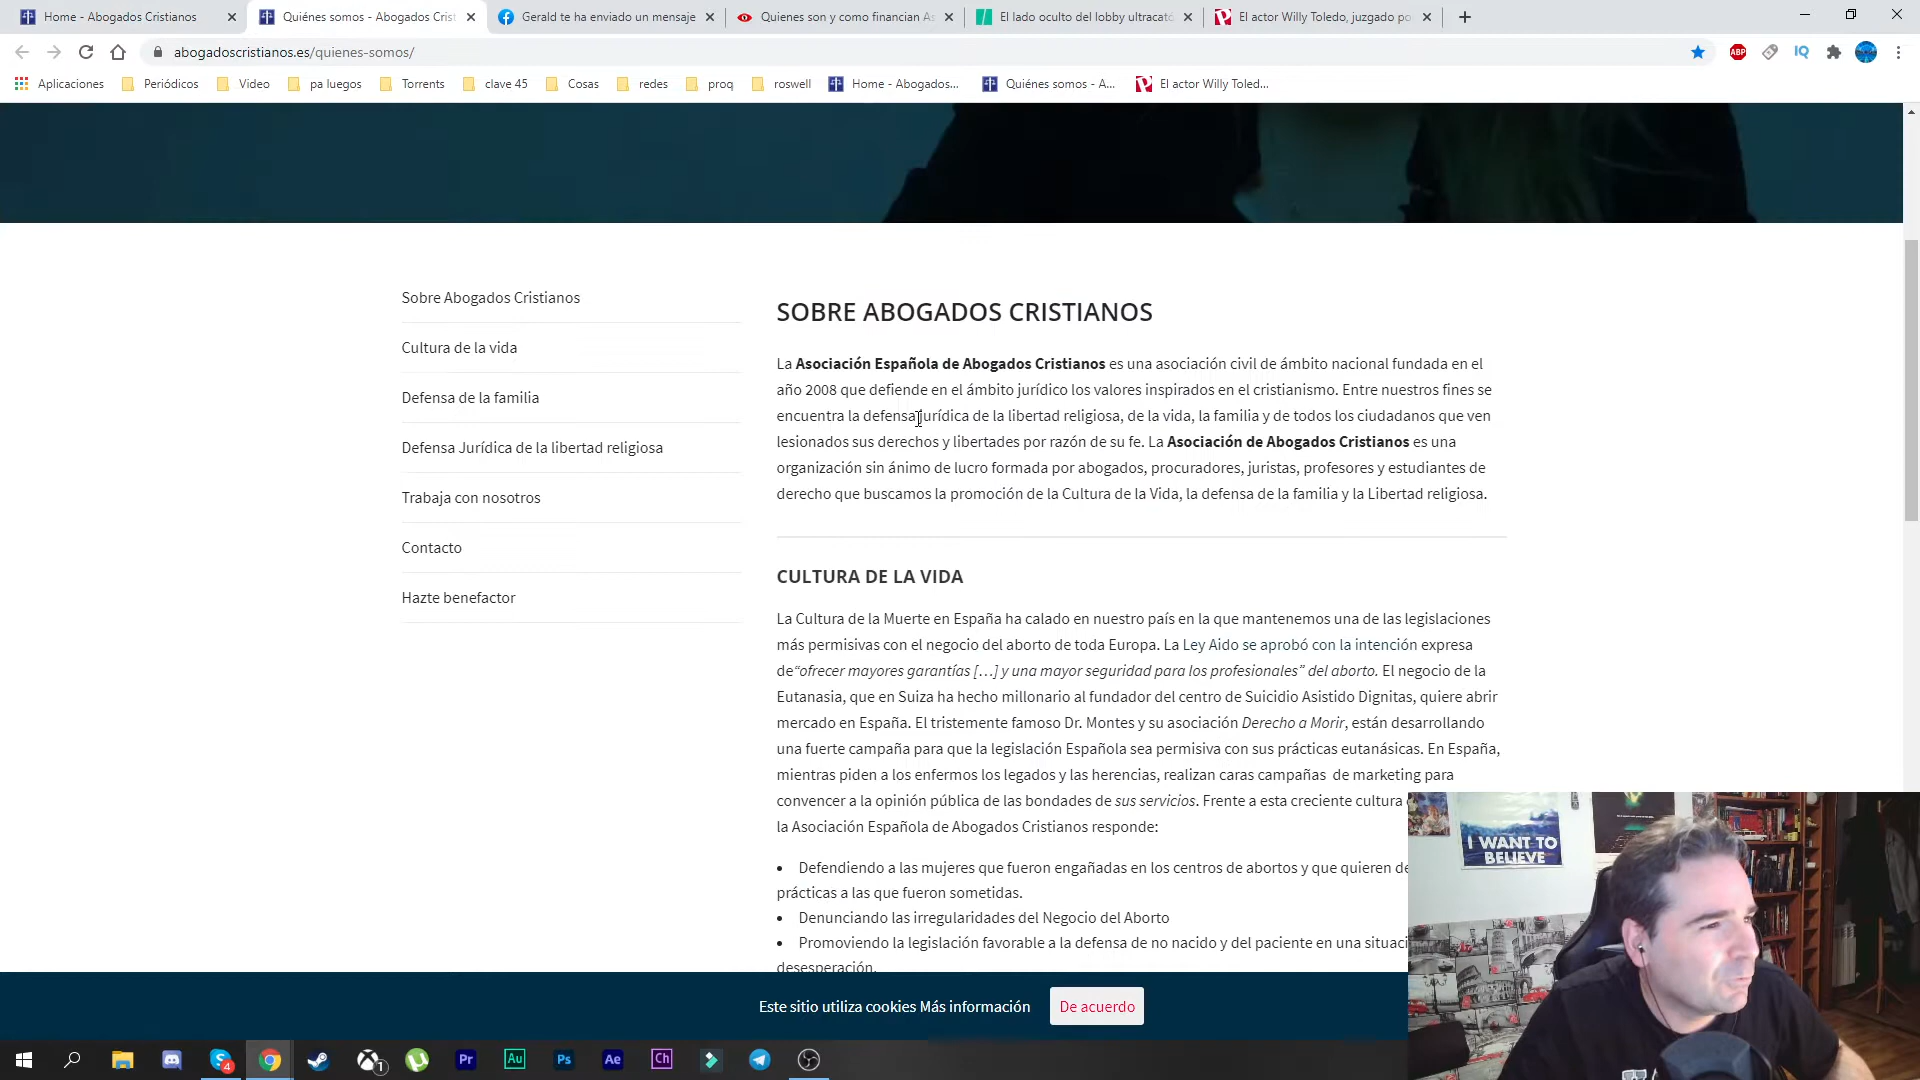 Home - Abogados Cristianos
Quiénes somos - Abogados Crist
Gerald te ha enviado un mensaje
Quienes son y como financian As
El lado oculto del lobby ultracató
El actor Willy Toledo, juzgado po
abogadoscristianos.es/quienes-somos/
ABP
IQ
Aplicaciones
Periódicos
Video
pa luegos
Torrents
clave 45
Cosas
redes
proq
roswell
Home - Abogados...
Quiénes somos - A...
El actor Willy Toled...
Sobre Abogados Cristianos
Cultura de la vida
Defensa de la familia
Defensa Jurídica de la libertad religiosa
Trabaja con nosotros
Contacto
Hazte benefactor
SOBRE ABOGADOS CRISTIANOS
La Asociación Española de Abogados Cristianos es una asociación civil de ámbito nacional fundada en el
año 2008 que defiende en el ámbito jurídico los valores inspirados en el cristianismo. Entre nuestros fines se
encuentra la defensa jurídica de la libertad religiosa, de la vida, la familia y de todos los ciudadanos que ven
lesionados sus derechos y libertades por razón de su fe. La Asociación de Abogados Cristianos es una
organización sin ánimo de lucro formada por abogados, procuradores, juristas, profesores y estudiantes de
derecho que buscamos la promoción de la Cultura de la Vida, la defensa de la familia y la Libertad religiosa.
CULTURA DE LA VIDA
La Cultura de la Muerte en España ha calado en nuestro país en la que mantenemos una de las legislaciones
más permisivas con el negocio del aborto de toda Europa. La Ley Aido se aprobó con la intención expresa
de“ofrecer mayores garantías […] y una mayor seguridad para los profesionales” del aborto. El negocio de la
Eutanasia, que en Suiza ha hecho millonario al fundador del centro de Suicidio Asistido Dignitas, quiere abrir
mercado en España. El tristemente famoso Dr. Montes y su asociación Derecho a Morir, están desarrollando
una fuerte campaña para que la legislación Española sea permisiva con sus prácticas eutanásicas. En España,
mientras piden a los enfermos los legados y las herencias, realizan caras campañas de marketing para
convencer a la opinión pública de las bondades de sus servicios. Frente a esta creciente cultura
la Asociación Española de Abogados Cristianos responde:
• Defendiendo a las mujeres que fueron engañadas en los centros de abortos y que quieren de
prácticas a las que fueron sometidas.
• Denunciando las irregularidades del Negocio del Aborto
• Promoviendo la legislación favorable a la defensa de no nacido y del paciente en una situaci
desesperación.
I WANT TO
BELIEVE
Este sitio utiliza cookies Más información
De acuerdo
4
1
Pr
Au
Ps
Ae
Ch